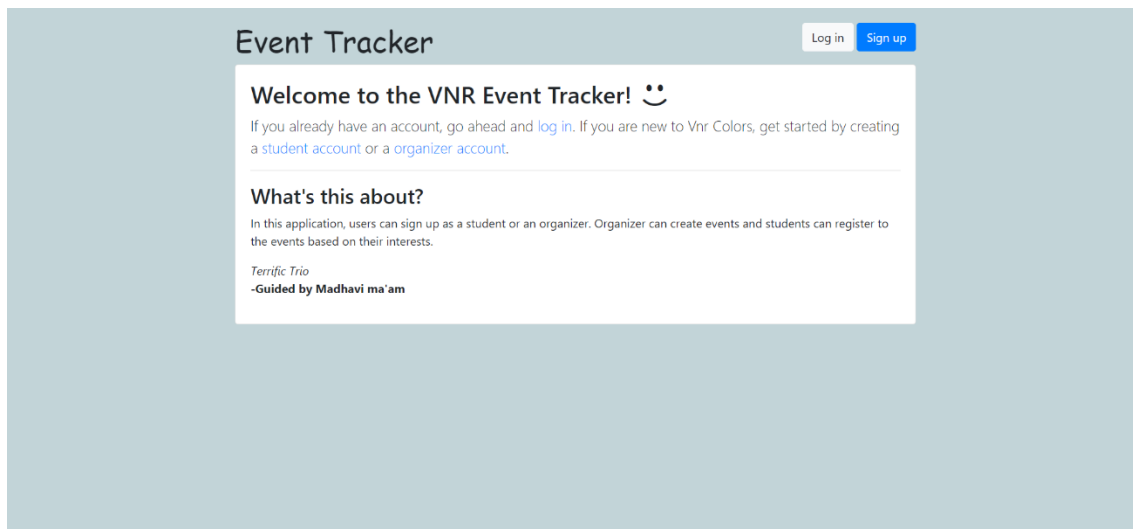 Event Tracker
Log in
Sign up
Welcome to the VNR Event Tracker!
If you already have an account, go ahead and log in. If you are new to Vnr Colors, get started by creating
a student account or a organizer account.
What's this about?
In this application, users can sign up as a student or an organizer. Organizer can create events and students can register to
the events based on their interests.
Terrific Trio
-Guided by Madhavi ma'am